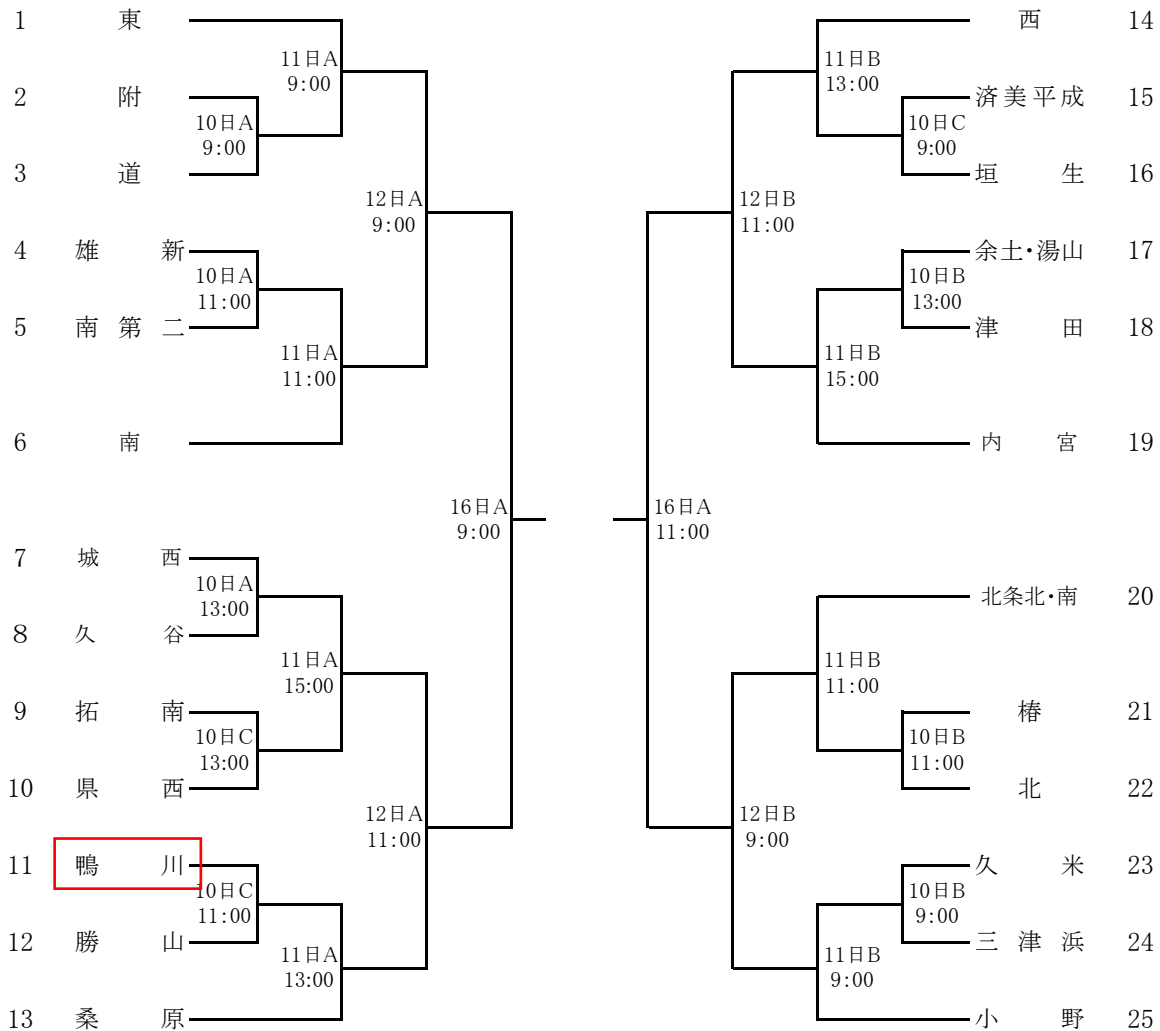 1 東
11日A
9:00
2 附
10日A
9:00
3 道
12日A
9:00
4 雄新
10日A
11:00
5 南第二
11日A
11:00
6 南
16日A
9:00
7 城西
10日A
13:00
8 久谷
11日A
15:00
9 拓南
10日C
13:00
10 県西
12日A
11:00
11 鴨川
10日C
11:00
12 勝山
11日A
13:00
13 桑原
西 14
11日B
13:00
済美平成 15
10日C
9:00
垣生 16
12日B
11:00
余土・湯山 17
10日B
13:00
津田 18
11日B
15:00
内宮 19
16日A
11:00
北条北・南 20
11日B
11:00
椿 21
10日B
11:00
北 22
12日B
9:00
久米 23
10日B
9:00
三津浜 24
11日B
9:00
小野 25